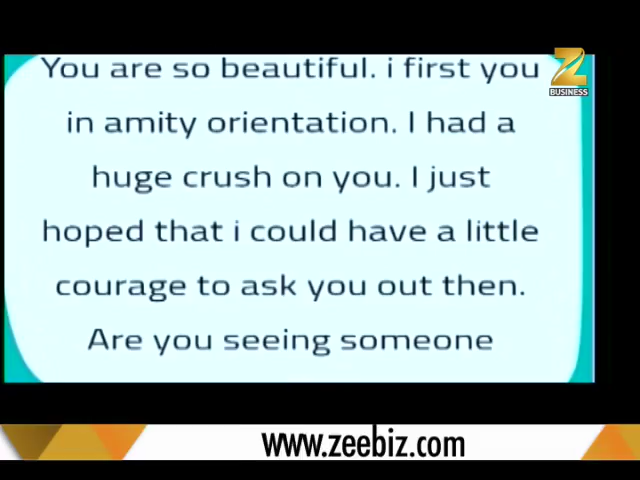 You are so beautiful. i first you
in amity orientation. I had a
huge crush on you. I just
hoped that i could have a little
courage to ask you out then.
Are you seeing someone
Z
BUSINESS
www.zeebiz.com